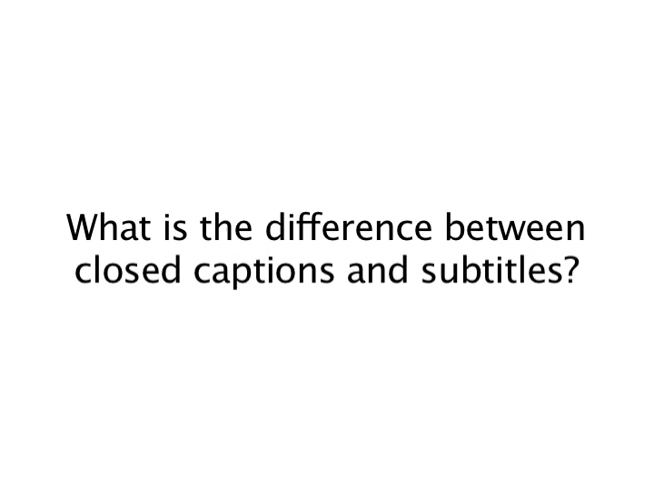 What is the difference between
closed captions and subtitles?